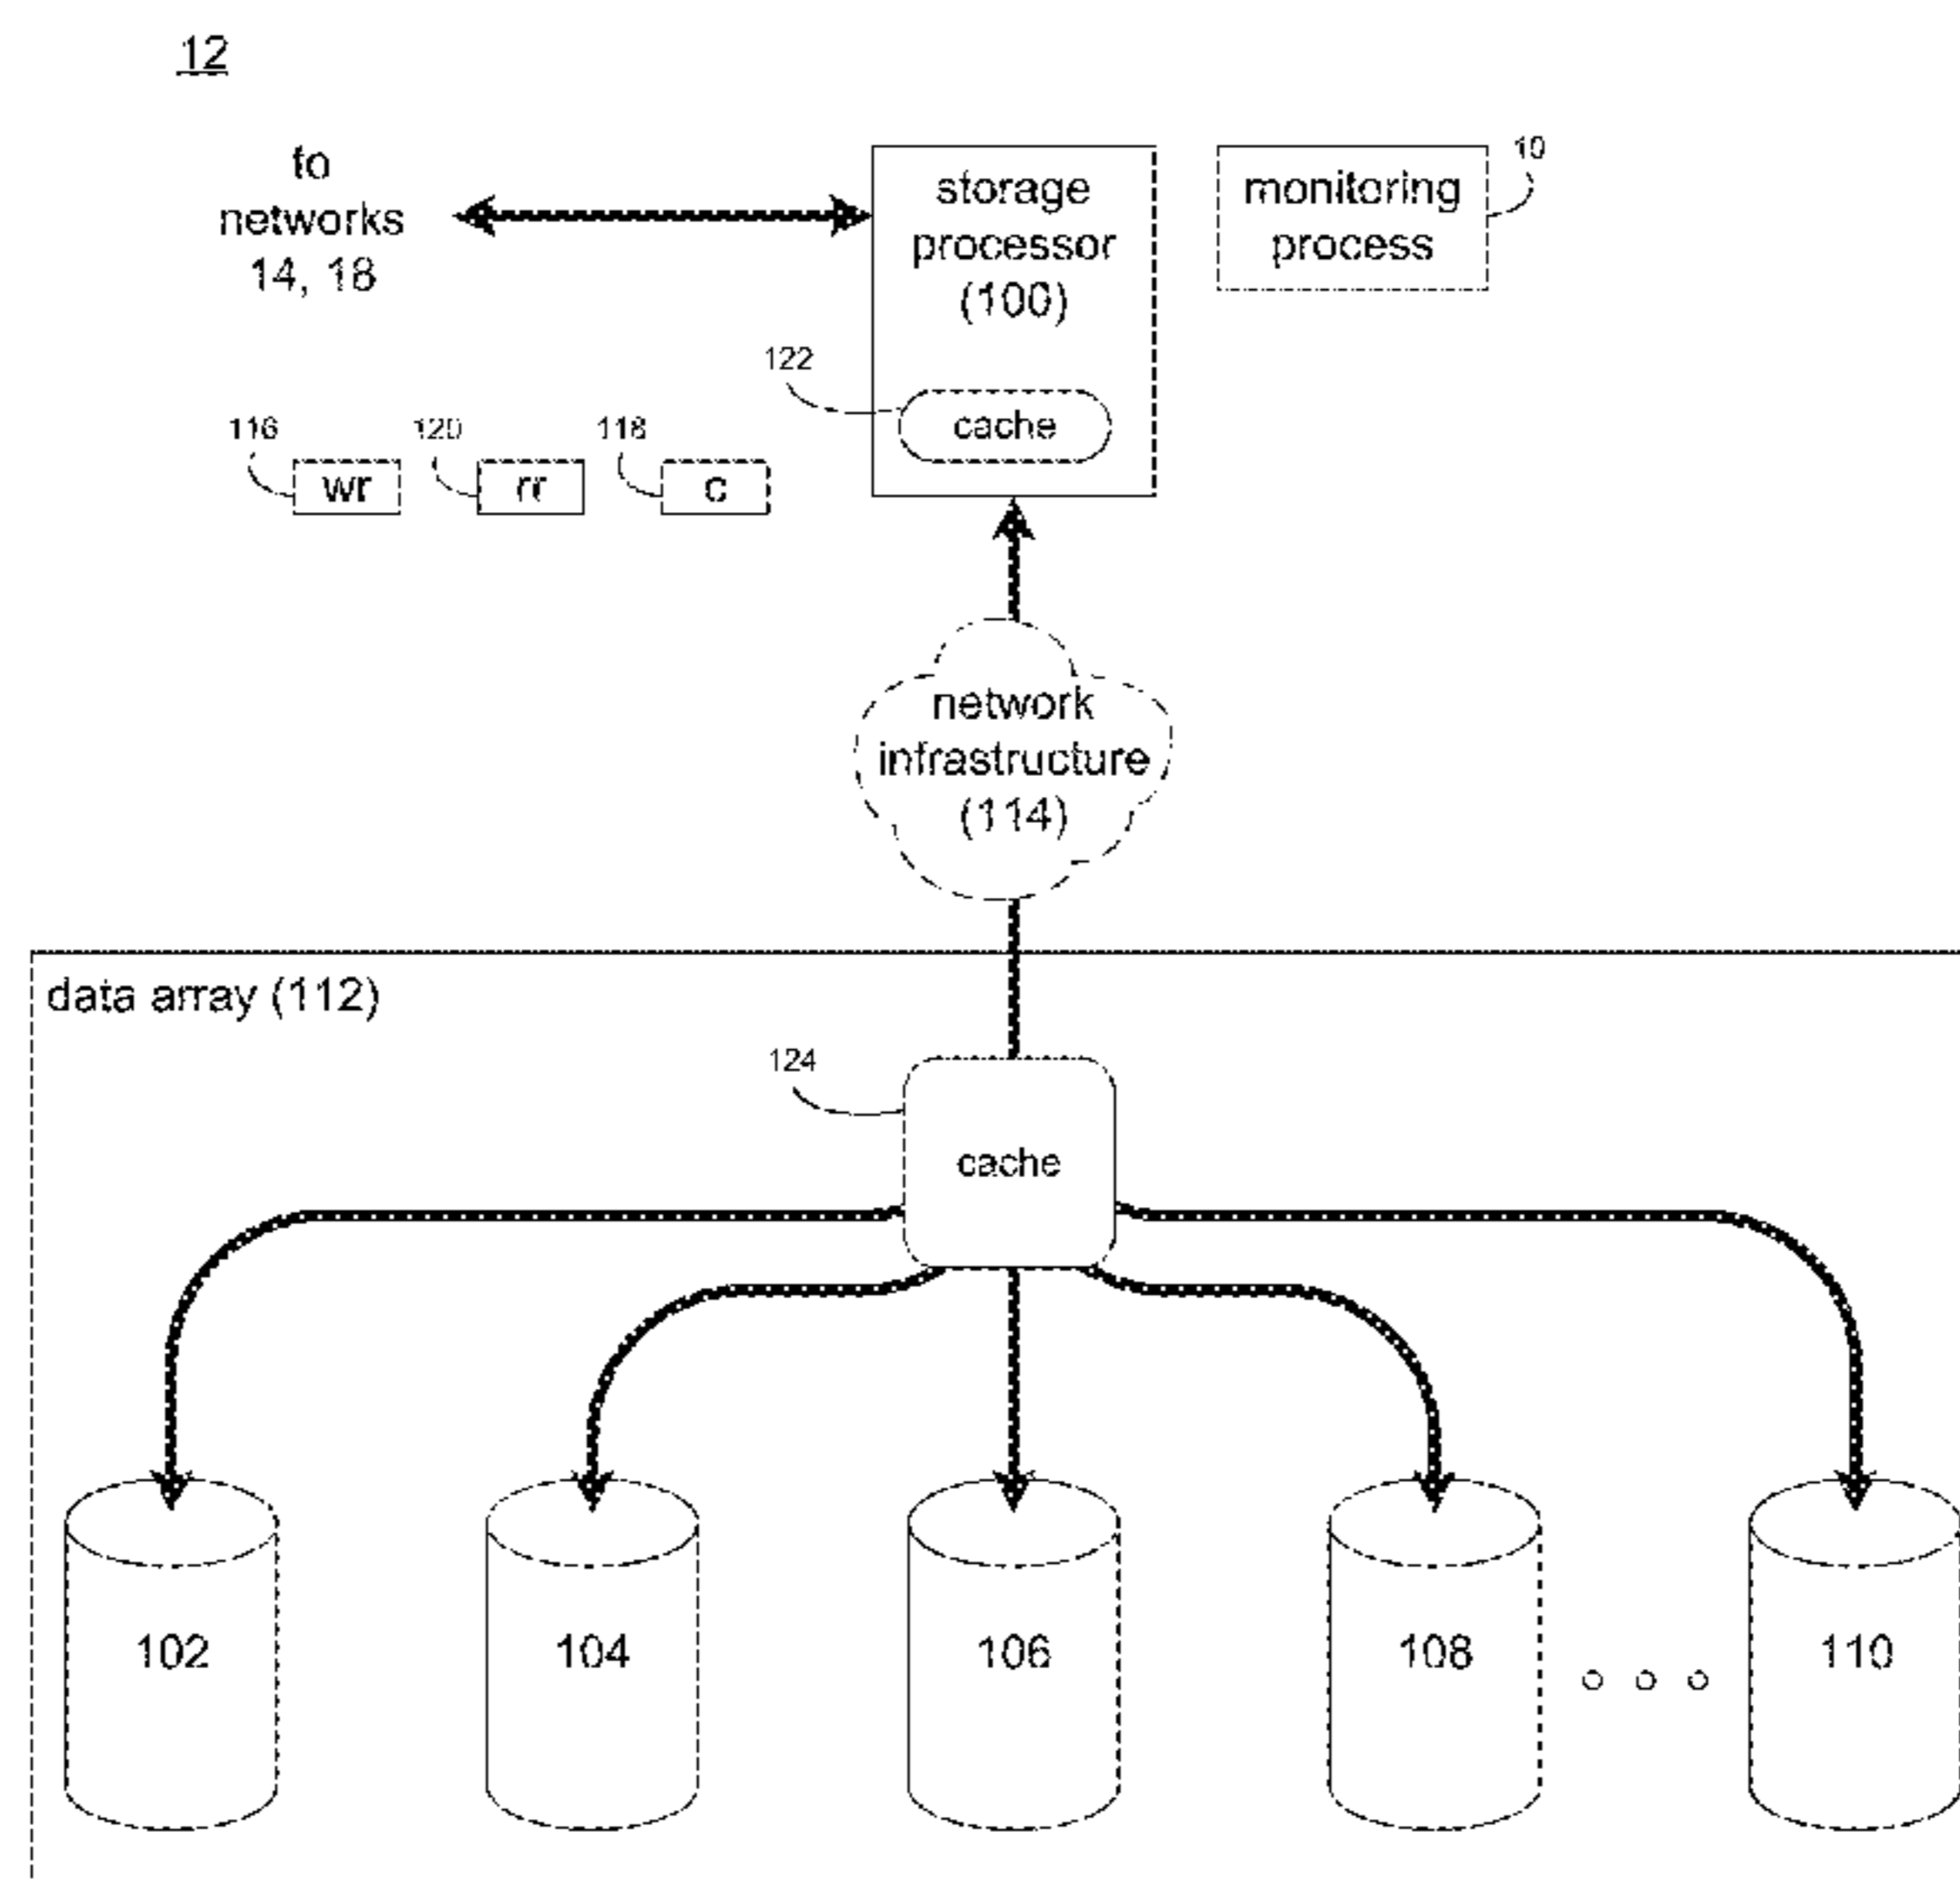 12
to
networks
14, 18
storage
processor
(100)
monitoring
process
10
122
cache
116
120
118
wr
rr
c
network
infrastructure
(114)
data array (112)
124
cache
102
104
106
108
110